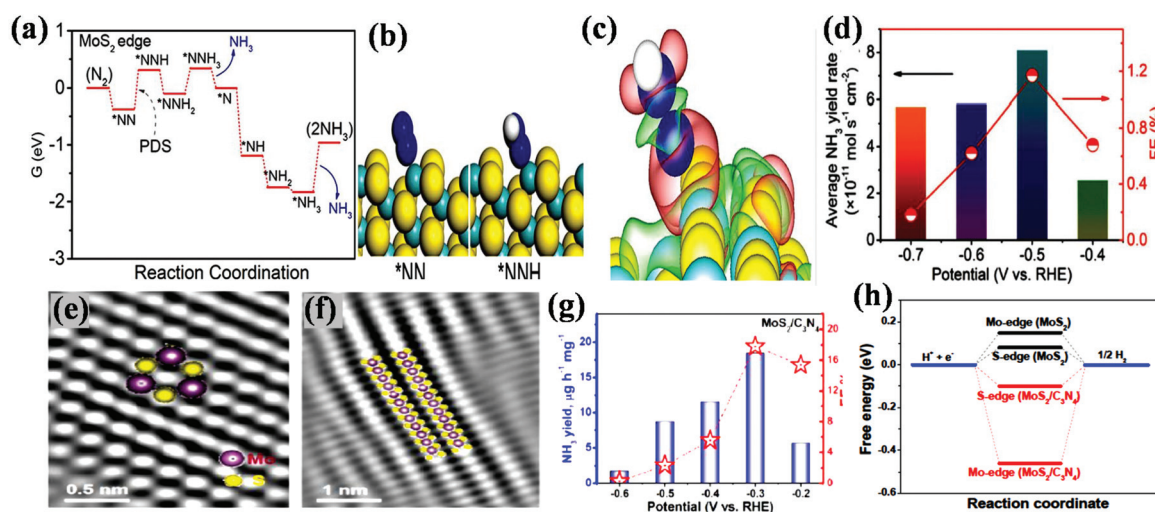 (a)
MoS2 edge
G (eV)
1
0
-1
-2
-3
(N2)
*NN
*NNH
*NNH2
*NNH3
NH3
*N
PDS
*NH
*NH2
*NH3
(2NH3)
NH3
Reaction Coordination
(b)
*NN
*NNH
(c)
(d)
Average NH3 yield rate
(×10-11 mol s-1 cm-2)
8
6
4
2
0
1.2
0.8
0.4
0.0
FE (%)
-0.7 -0.6 -0.5 -0.4
Potential (V vs. RHE)
(e)
Mo
S
0.5 nm
(f)
1 nm
(g)
MoS2/C3N4
NH3 yield, μg h-1 mg-1
20
15
10
5
0
20
16
12
8
4
0
-0.6 -0.5 -0.4 -0.3 -0.2
Potential (V vs. RHE)
(h)
Free energy (eV)
0.2
0.0
-0.2
-0.4
-0.6
Mo-edge (MoS2)
H+ + e-
S-edge (MoS2)
1/2 H2
S-edge (MoS2/C3N4)
Mo-edge (MoS2/C3N4)
Reaction coordinate